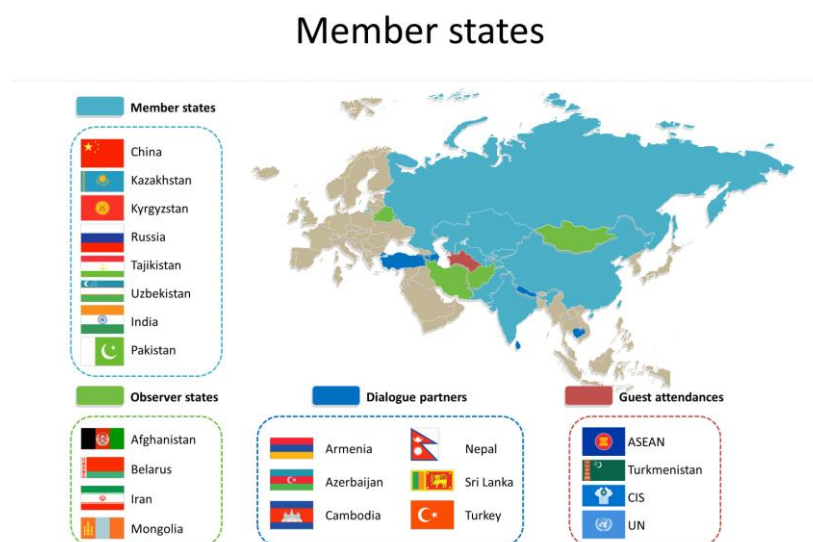 Member states
Member states
China
Kazakhstan
Kyrgyzstan
Russia
Tajikistan
Uzbekistan
India
Pakistan
Observer states
Afghanistan
Belarus
Iran
Mongolia
Dialogue partners
Armenia
Azerbaijan
Cambodia
Nepal
Sri Lanka
Turkey
Guest attendances
ASEAN
Turkmenistan
CIS
UN